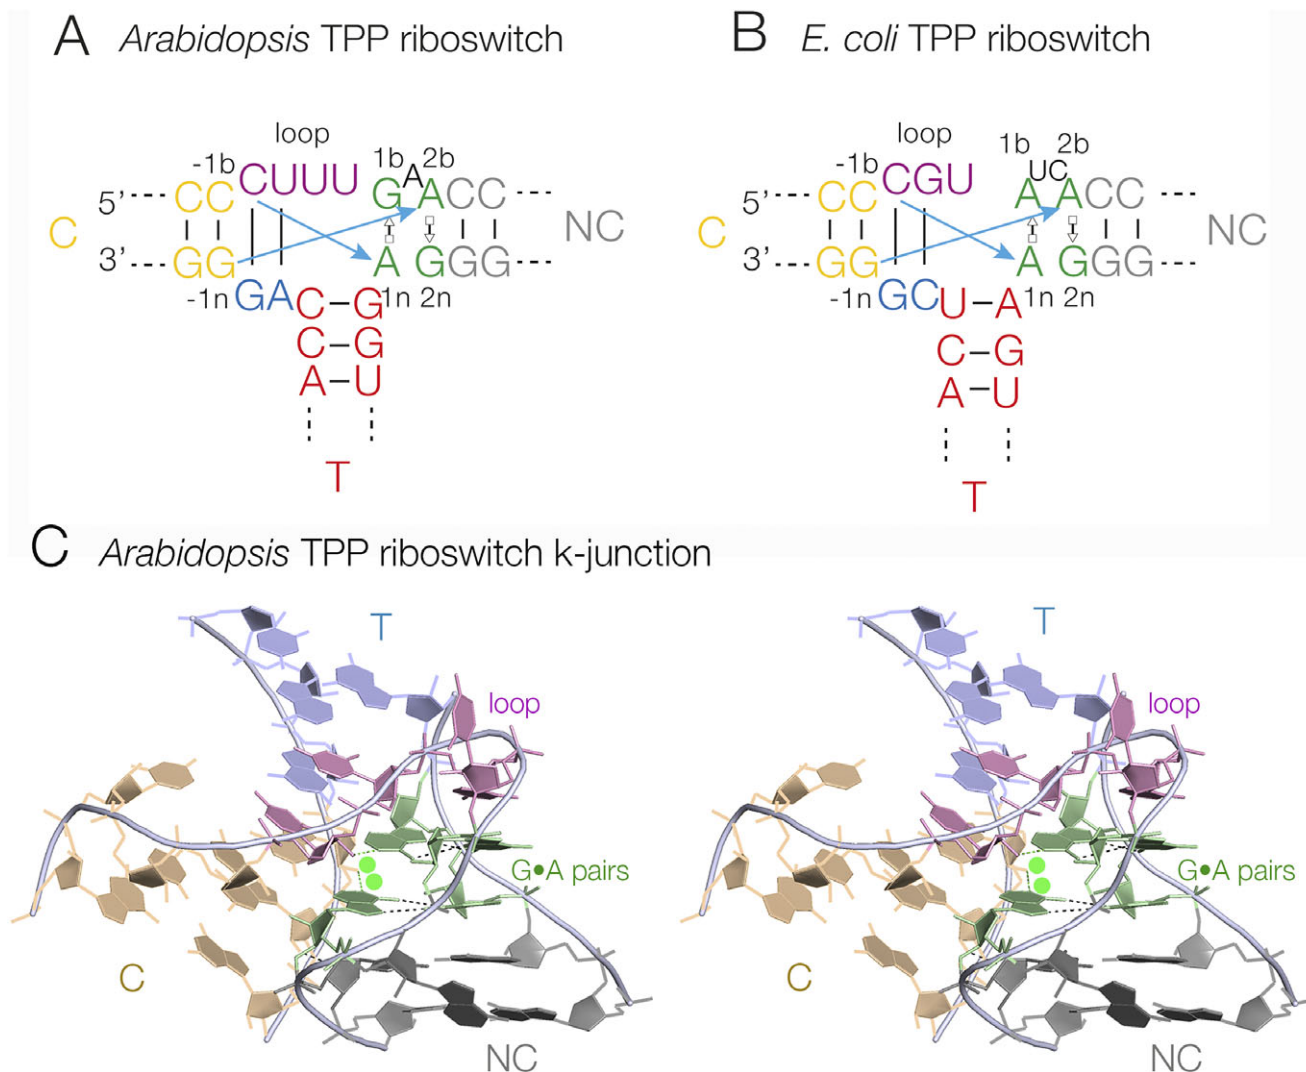 A Arabidopsis TPP riboswitch
B E. coli TPP riboswitch
loop
-1b
CUUU
1b
A
2b
5’
CC
G
A
CC
C
NC
3’
GG
A
G
GG
-1n
GA
C
G
1n
2n
C
G
A
U
T
loop
-1b
CGU
1b
UC
2b
5’
CC
A
A
CC
C
NC
3’
GG
A
G
GG
-1n
GC
U
A
1n
2n
C
G
A
U
T
C Arabidopsis TPP riboswitch k-junction
T
loop
G•A pairs
C
NC
T
loop
G•A pairs
C
NC